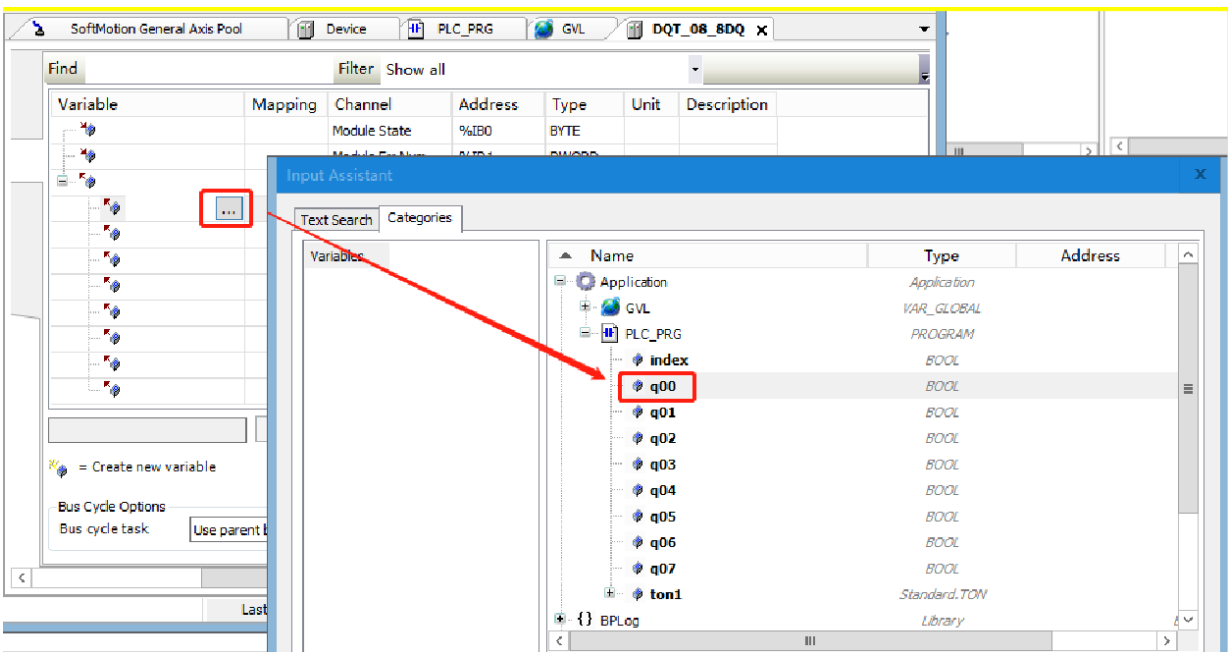 SoftMotion General Axis Pool Device PLC_PRG GVL DQT_08_8DQ x
Find Filter Show all
Variable Mapping Channel Address Type Unit Description
Module State %IB0 BYTE
Input Assistant x
...
Text Search Categories
Variables Name Type Address
Application Application
GVL VAR_GLOBAL
PLC_PRG PROGRAM
index BOOL
q00 BOOL
q01 BOOL
q02 BOOL
= Create new variable q03 BOOL
q04 BOOL
Bus Cycle Options q05 BOOL
Bus cycle task Use parent q06 BOOL
q07 BOOL
Last ton1 Standard.TON
{} BPLog Library